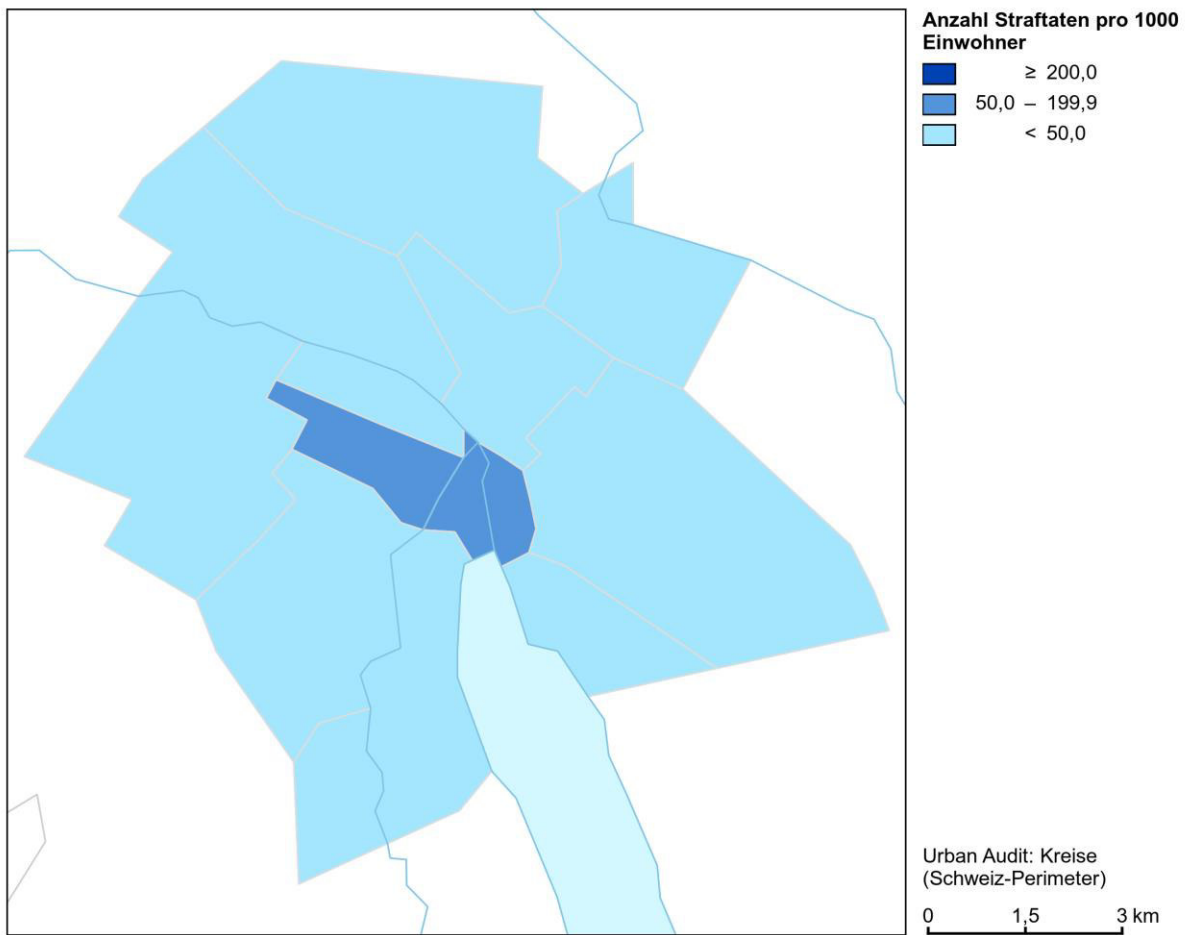 Anzahl Straftaten pro 1000
Einwohner
≥ 200,0
50,0 – 199,9
< 50,0
Urban Audit: Kreise
(Schweiz-Perimeter)
0 1,5 3 km